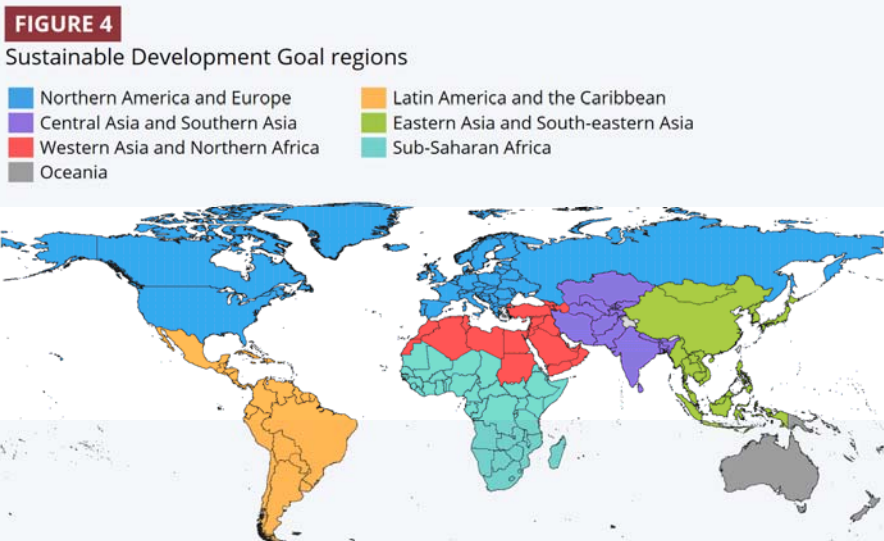 FIGURE 4
Sustainable Development Goal regions
Northern America and Europe
Latin America and the Caribbean
Central Asia and Southern Asia
Eastern Asia and South-eastern Asia
Western Asia and Northern Africa
Sub-Saharan Africa
Oceania